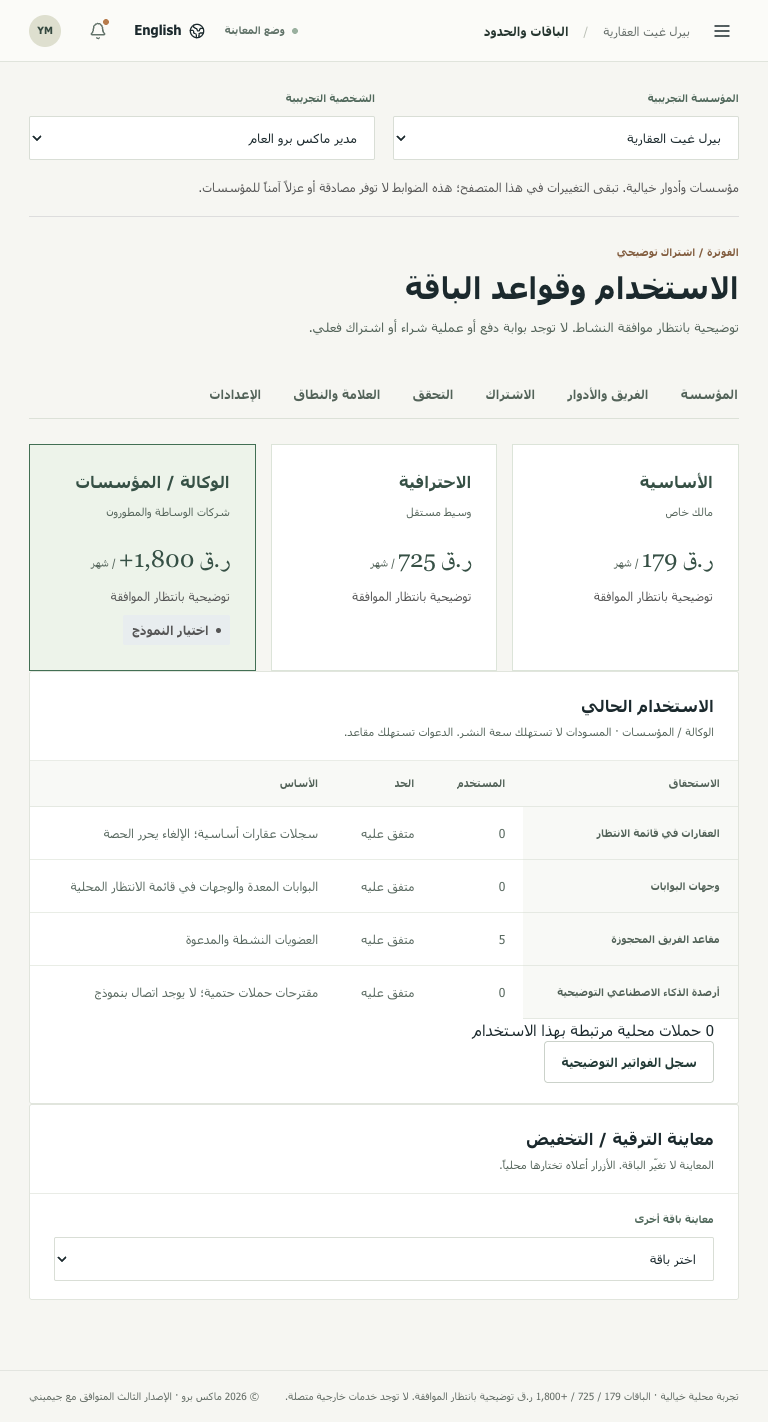 بيرل غيت العقارية / الباقات والحدود
وضع المعاينة
English
YM
المؤسسة التجريبية
بيرل غيت العقارية
الشخصية التجريبية
مدير ماكس برو العام
مؤسسات وأدوار خيالية. تبقى التغييرات في هذا المتصفح؛ هذه الضوابط لا توفر مصادقة أو عزلاً آمناً للمؤسسات.
الفوترة / اشتراك توضيحي
الاستخدام وقواعد الباقة
توضيحية بانتظار موافقة النشاط. لا توجد بوابة دفع أو عملية شراء أو اشتراك فعلي.
المؤسسة الفريق والأدوار الاشتراك التحقق العلامة والنطاق الإعدادات
الأساسية
مالك خاص
ر.ق 179 / شهر
توضيحية بانتظار الموافقة
الاحترافية
وسيط مستقل
ر.ق 725 / شهر
توضيحية بانتظار الموافقة
الوكالة / المؤسسات
شركات الوساطة والمطورون
ر.ق 1,800+ / شهر
توضيحية بانتظار الموافقة
• اختيار النموذج
الاستخدام الحالي
الوكالة / المؤسسات · المسودات لا تستهلك سعة النشر. الدعوات تستهلك مقاعد.
الاستحقاق المستخدم الحد الأساس
العقارات في قائمة الانتظار 0 متفق عليه سجلات عقارات أساسية؛ الإلغاء يحرر الحصة
وجهات البوابات 0 متفق عليه البوابات المعدة والوجهات في قائمة الانتظار المحلية
مقاعد الفريق المحجوزة 5 متفق عليه العضويات النشطة والمدعوة
أرصدة الذكاء الاصطناعي التوضيحية 0 متفق عليه مقترحات حملات حتمية؛ لا يوجد اتصال بنموذج
0 حملات محلية مرتبطة بهذا الاستخدام
سجل الفواتير التوضيحية
معاينة الترقية / التخفيض
المعاينة لا تغيّر الباقة. الأزرار أعلاه تختارها محلياً.
معاينة باقة أخرى
اختر باقة
تجربة محلية خيالية · الباقات 179 / 725 / 1,800+ ر.ق توضيحية بانتظار الموافقة. لا توجد خدمات خارجية متصلة.
© 2026 ماكس برو · الإصدار الثالث المتوافق مع جيميني